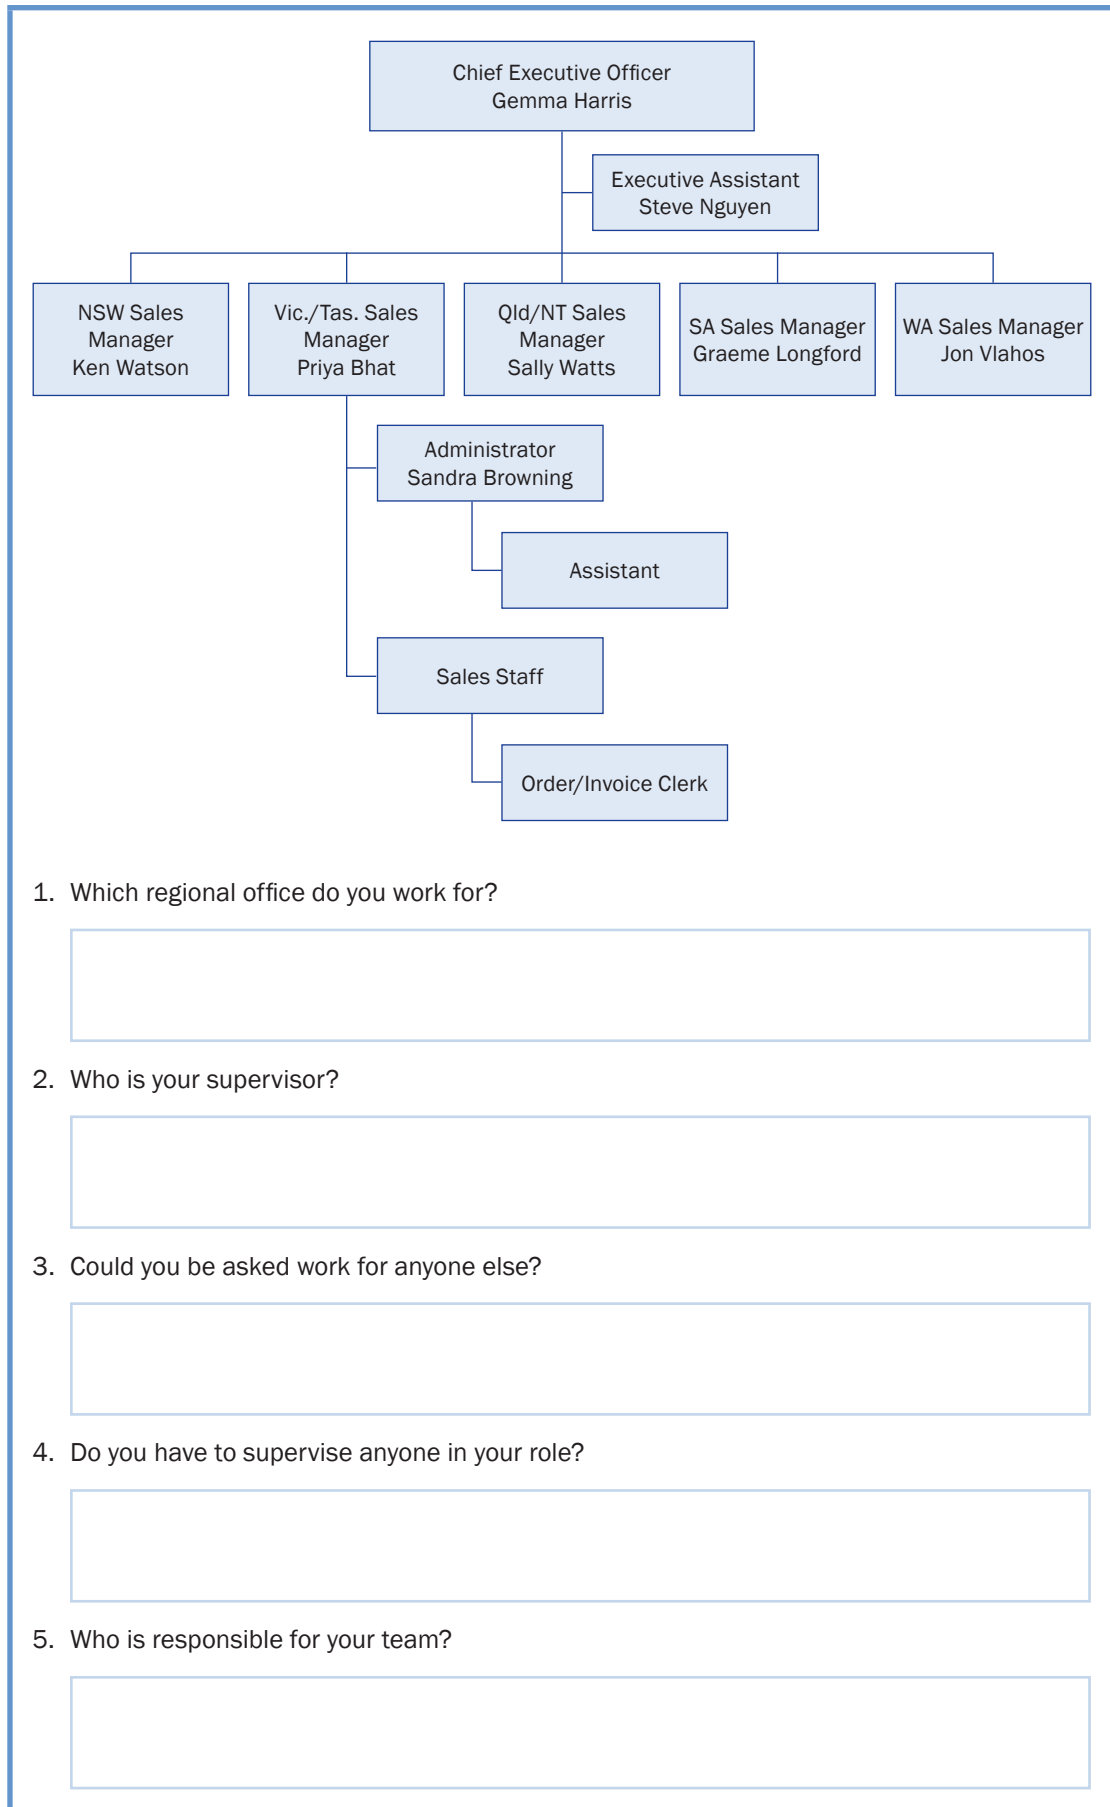 Chief Executive Officer
Gemma Harris
Executive Assistant
Steve Nguyen
NSW Sales
Manager
Ken Watson
Vic./Tas. Sales
Manager
Priya Bhat
Qld/NT Sales
Manager
Sally Watts
SA Sales Manager
Graeme Longford
WA Sales Manager
Jon Vlahos
Administrator
Sandra Browning
Assistant
Sales Staff
Order/Invoice Clerk
1. Which regional office do you work for?
2. Who is your supervisor?
3. Could you be asked work for anyone else?
4. Do you have to supervise anyone in your role?
5. Who is responsible for your team?